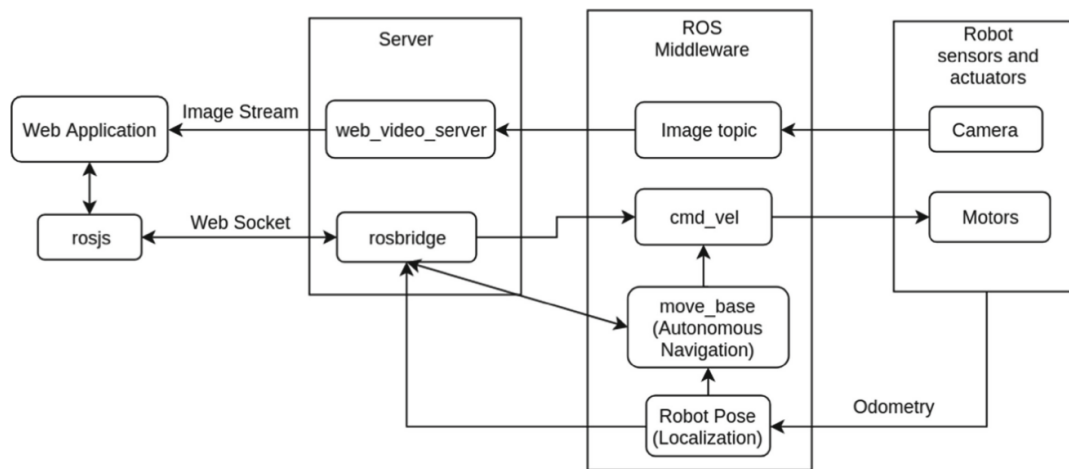 Server
ROS
Middleware
Robot
sensors and
actuators
Web Application
Image Stream
web_video_server
Image topic
Camera
rosjs
Web Socket
rosbridge
cmd_vel
Motors
move_base
(Autonomous
Navigation)
Robot Pose
(Localization)
Odometry